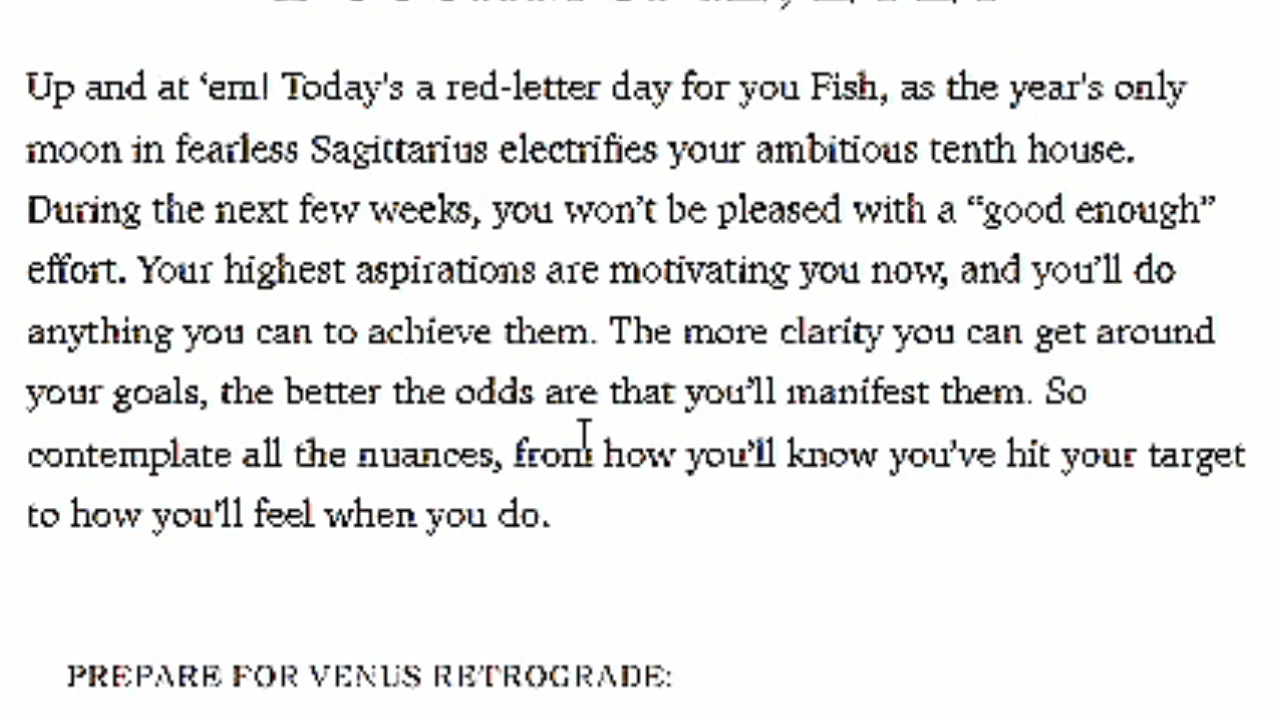 Up and at ‘em! Today's a red-letter day for you Fish, as the year's only
moon in fearless Sagittarius electrifies your ambitious tenth house.
During the next few weeks, you won’t be pleased with a “good enough”
effort. Your highest aspirations are motivating you now, and you’ll do
anything you can to achieve them. The more clarity you can get around
your goals, the better the odds are that you’ll manifest them. So
contemplate all the nuances, from how you’ll know you’ve hit your target
to how you'll feel when you do.
PREPARE FOR VENUS RETROGRADE: